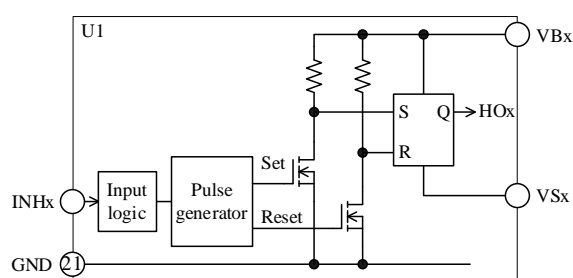 U1
VBx
S
Q
HOx
R
Set
INHx
Input
logic
Pulse
generator
Reset
VSx
GND
21